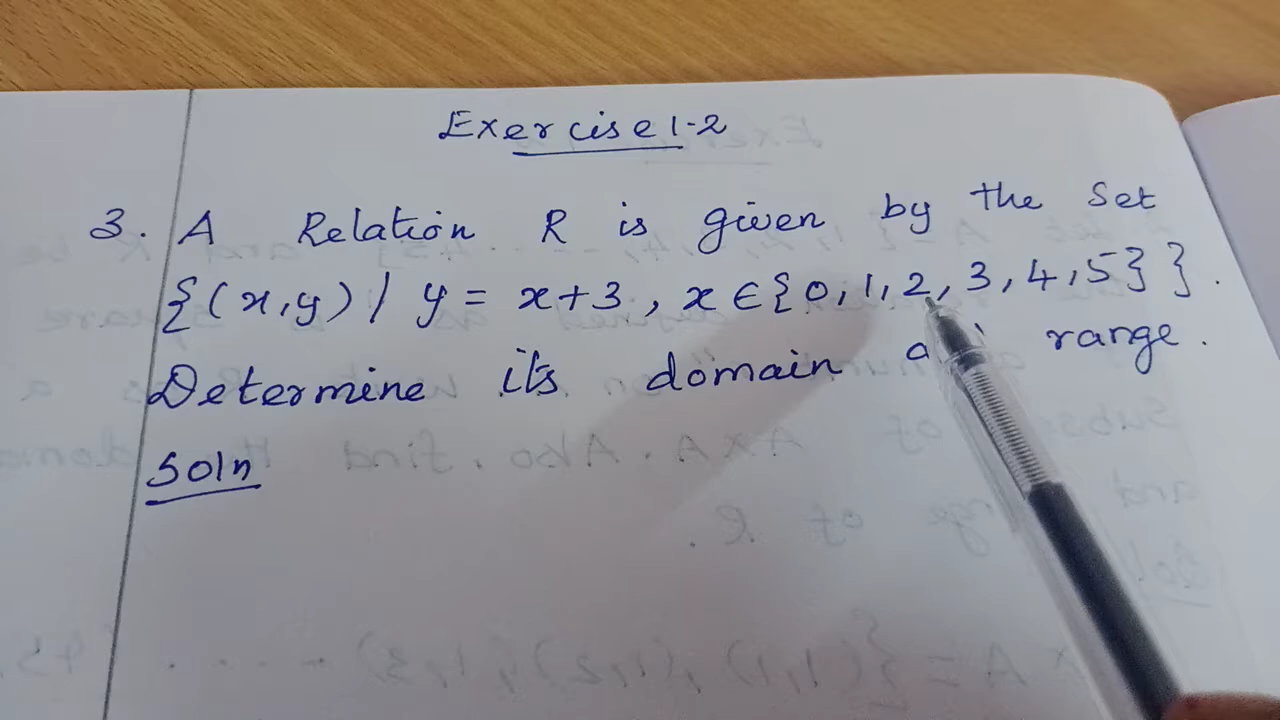 Exercise 1.2
3. A Relation R is given by the Set
{(x,y) / y = x+3, x ∈ {0,1,2,3,4,5}}.
Determine its domain range.
Soln